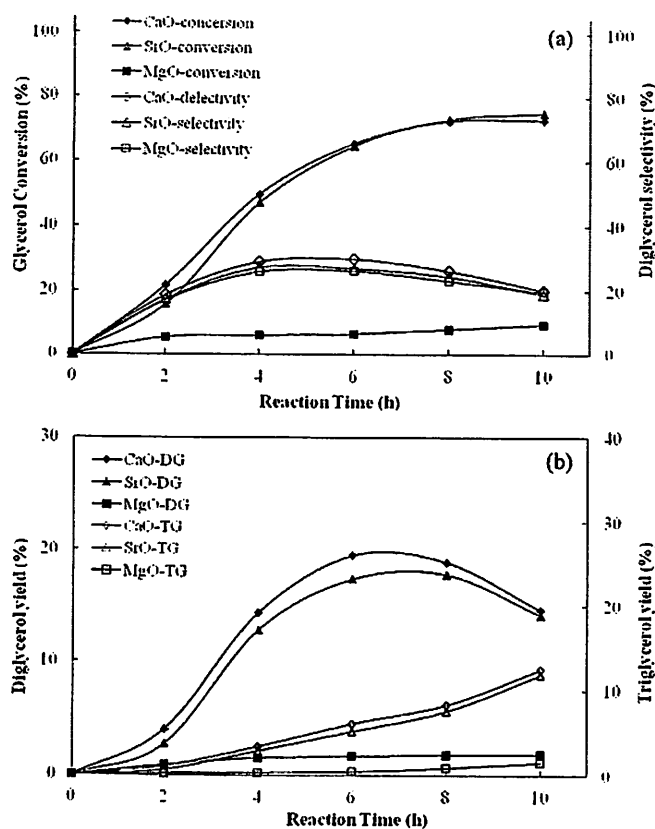 (a)
CaO-concersion
SrO-conversion
MgO-conversion
CaO-delectivity
SrO-selectivity
MgO-selectivity
Glycerol Conversion (%)
Diglycerol selectivity (%)
100
80
60
40
20
0
100
80
60
40
20
0
0 2 4 6 8 10
Reaction Time (h)
(b)
CaO-DG
SrO-DG
MgO-DG
CaO-TG
SrO-TG
MgO-TG
Diglycerol yield (%)
Triglycerol yield (%)
30
20
10
0
40
30
20
10
0
0 2 4 6 8 10
Reaction Time (h)